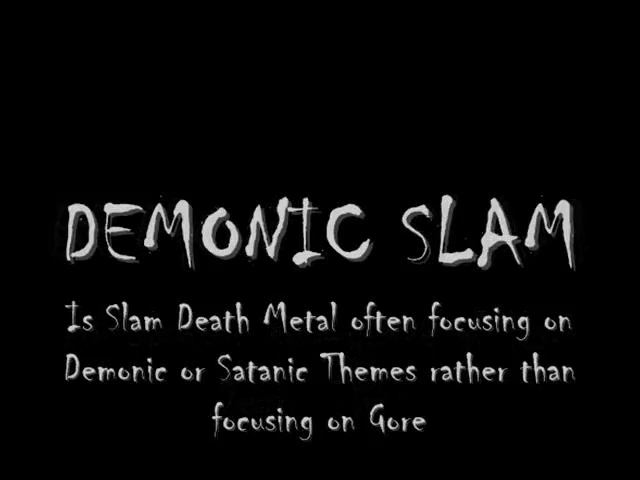 DEMONIC SLAM
Is Slam Death Metal often focusing on
Demonic or Satanic Themes rather than
focusing on Gore